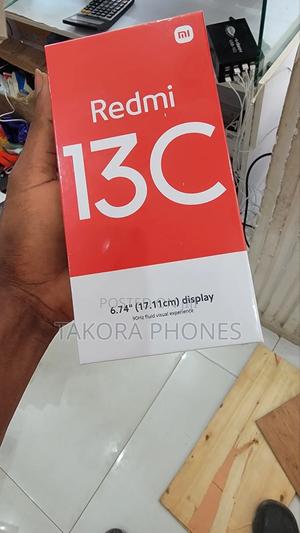 mi
Redmi
13C
6.74" (17.11cm) display
90Hz fluid visual experience
TAKORA PHONES